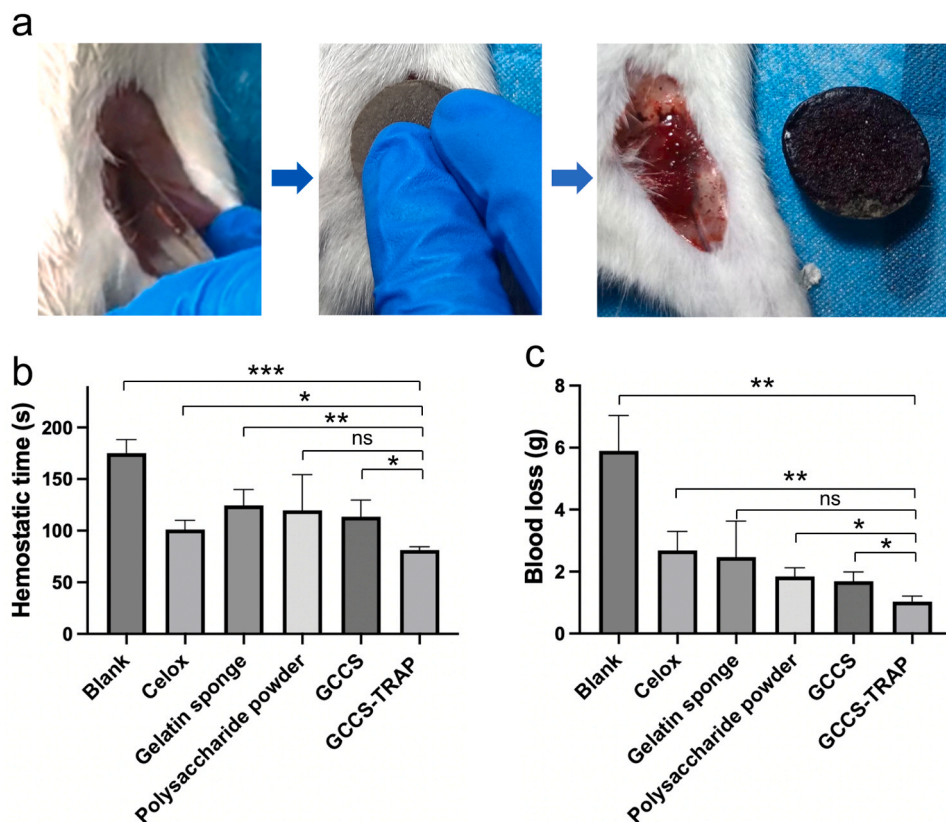 a
b
Hemostatic time (s)
200
150
100
50
0
***
*
**
ns
*
Blank
Celox
Gelatin sponge
Polysaccharide powder
GCCS
GCCS-TRAP
c
Blood loss (g)
8
6
4
2
0
**
**
ns
*
*
Blank
Celox
Gelatin sponge
Polysaccharide powder
GCCS
GCCS-TRAP